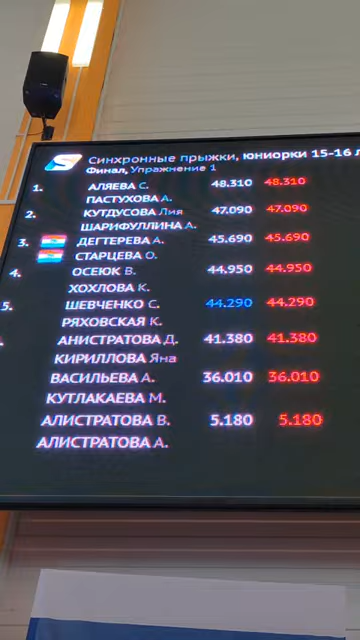 Синхронные прыжки, юниорки 15-16 л
Финал, Упражнение 1
1. АЛЯЕВА С. 48.310 48.310
ПАСТУХОВА А.
2. КУТДУСОВА Лия 47.090 47.090
ШАРИФУЛЛИНА А.
3. ДЕГТЕРЕВА А. 45.690 45.690
СТАРЦЕВА О.
4. ОСЕЮК В. 44.950 44.950
ХОХЛОВА К.
5. ШЕВЧЕНКО С. 44.290 44.290
РЯХОВСКАЯ К.
АНИСТРАТОВА Д. 41.380 41.380
КИРИЛЛОВА Яна
ВАСИЛЬЕВА А. 36.010 36.010
КУТЛАКАЕВА М.
АЛИСТРАТОВА В. 5.180 5.180
АЛИСТРАТОВА А.